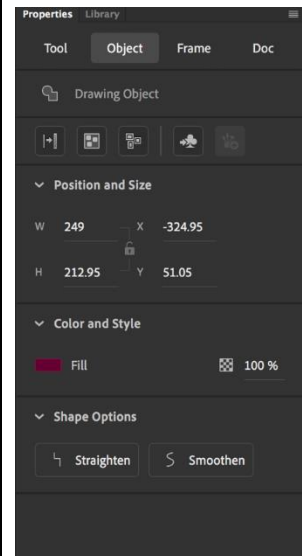 Properties Library
Tool Object Frame Doc
Drawing Object
Position and Size
W 249 X -324.95
H 212.95 Y 51.05
Color and Style
Fill 100 %
Shape Options
Straighten Smoothen